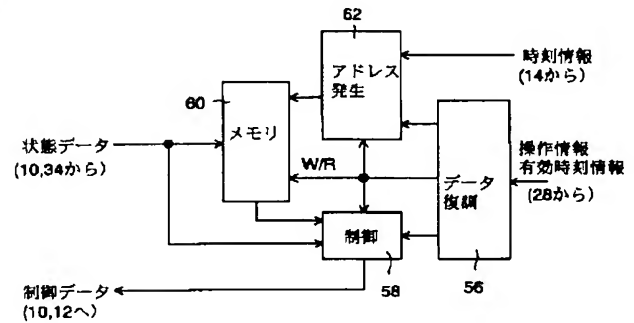 62
アドレス
発生
時刻情報
(14から)
60
メモリ
状態データ
(10,34から)
W/R
データ
復調
操作情報
有効時刻情報
(28から)
制御
58
56
制御データ
(10,12へ)